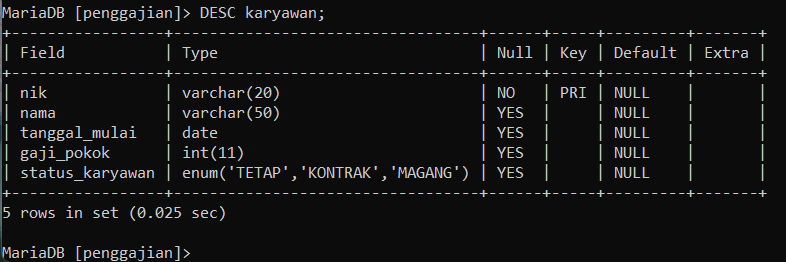 MariaDB [penggajian]> DESC karyawan;
+-----------------+----------------------------------+------+-----+---------+-------+
| Field           | Type                             | Null | Key | Default | Extra |
+-----------------+----------------------------------+------+-----+---------+-------+
| nik             | varchar(20)                      | NO   | PRI | NULL    |       |
| nama            | varchar(50)                      | YES  |     | NULL    |       |
| tanggal_mulai   | date                             | YES  |     | NULL    |       |
| gaji_pokok      | int(11)                          | YES  |     | NULL    |       |
| status_karyawan | enum('TETAP','KONTRAK','MAGANG') | YES  |     | NULL    |       |
+-----------------+----------------------------------+------+-----+---------+-------+
5 rows in set (0.025 sec)
MariaDB [penggajian]>